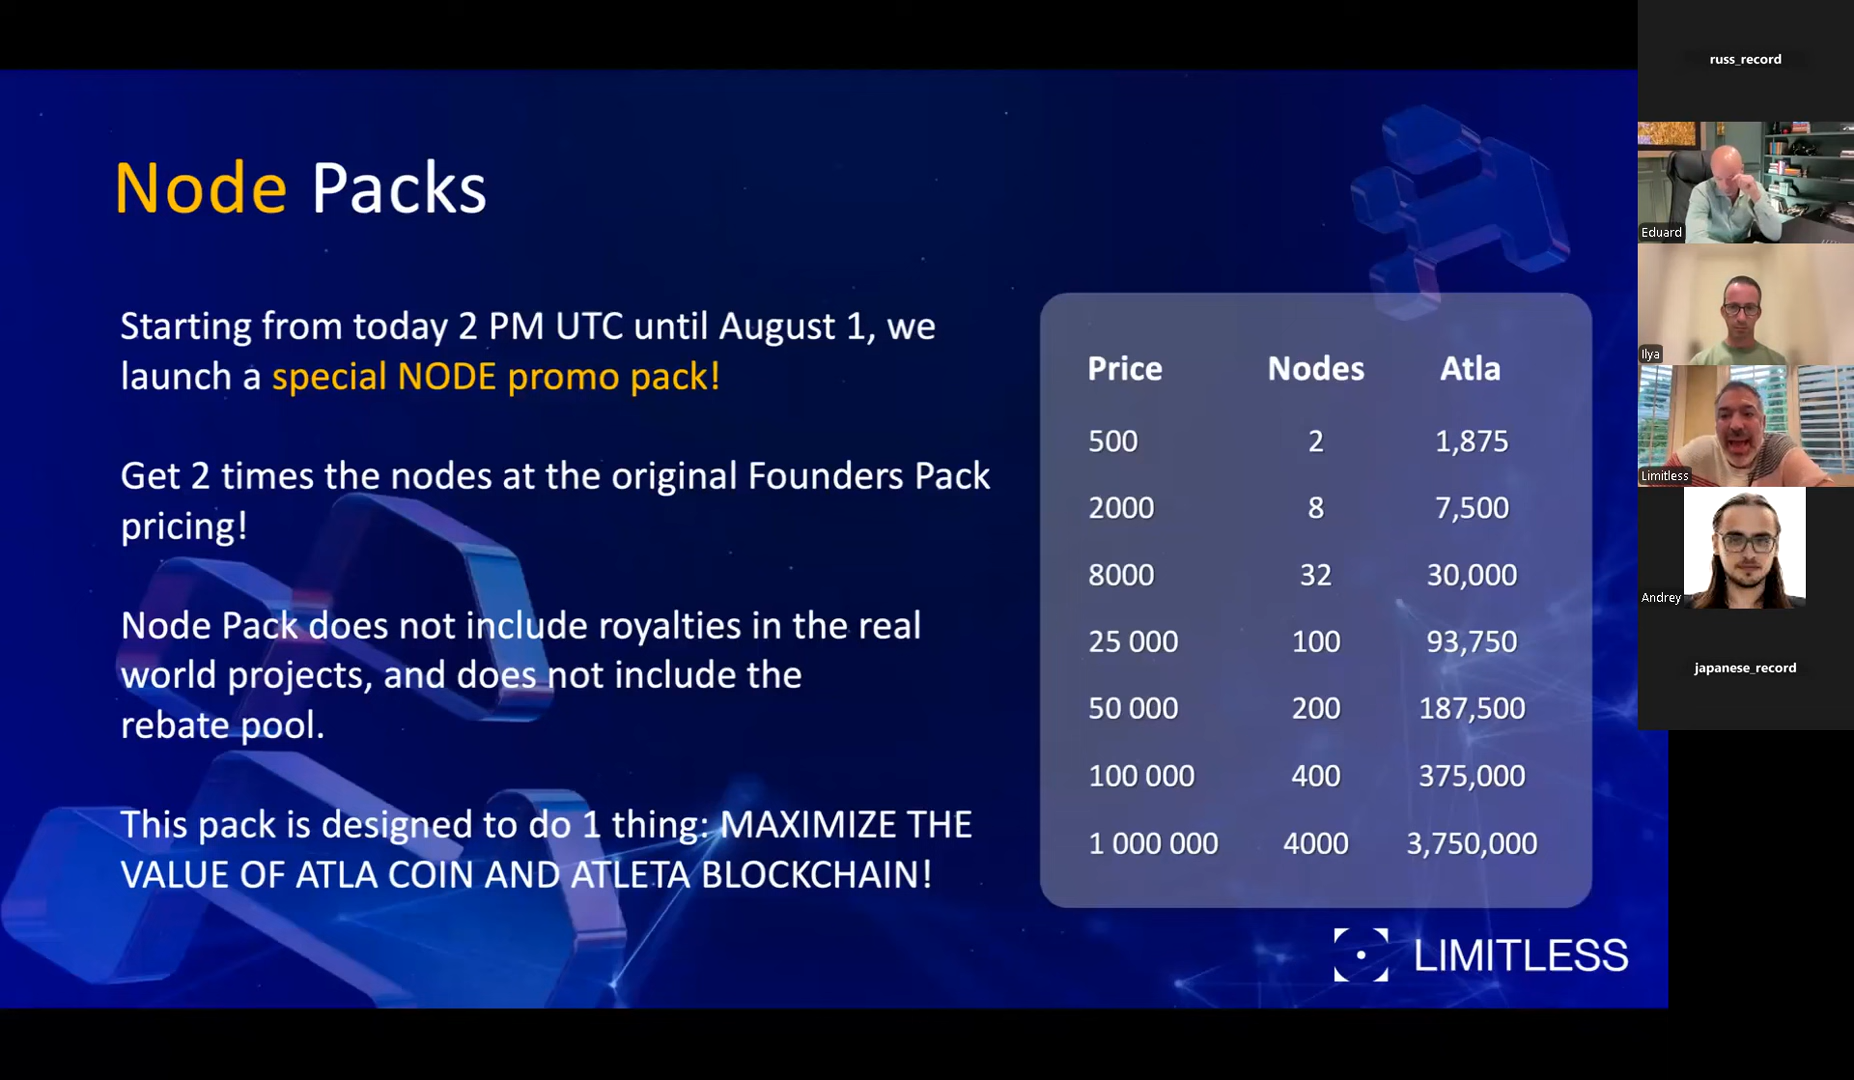 Node Packs
Starting from today 2 PM UTC until August 1, we
launch a special NODE promo pack!
Get 2 times the nodes at the original Founders Pack
pricing!
Node Pack does not include royalties in the real
world projects, and does not include the
rebate pool.
This pack is designed to do 1 thing: MAXIMIZE THE
VALUE OF ATLA COIN AND ATLETA BLOCKCHAIN!
Price Nodes Atla
500 2 1,875
2000 8 7,500
8000 32 30,000
25 000 100 93,750
50 000 200 187,500
100 000 400 375,000
1 000 000 4000 3,750,000
LIMITLESS
russ_record
Eduard
Ilya
Limitless
Andrey
japanese_record